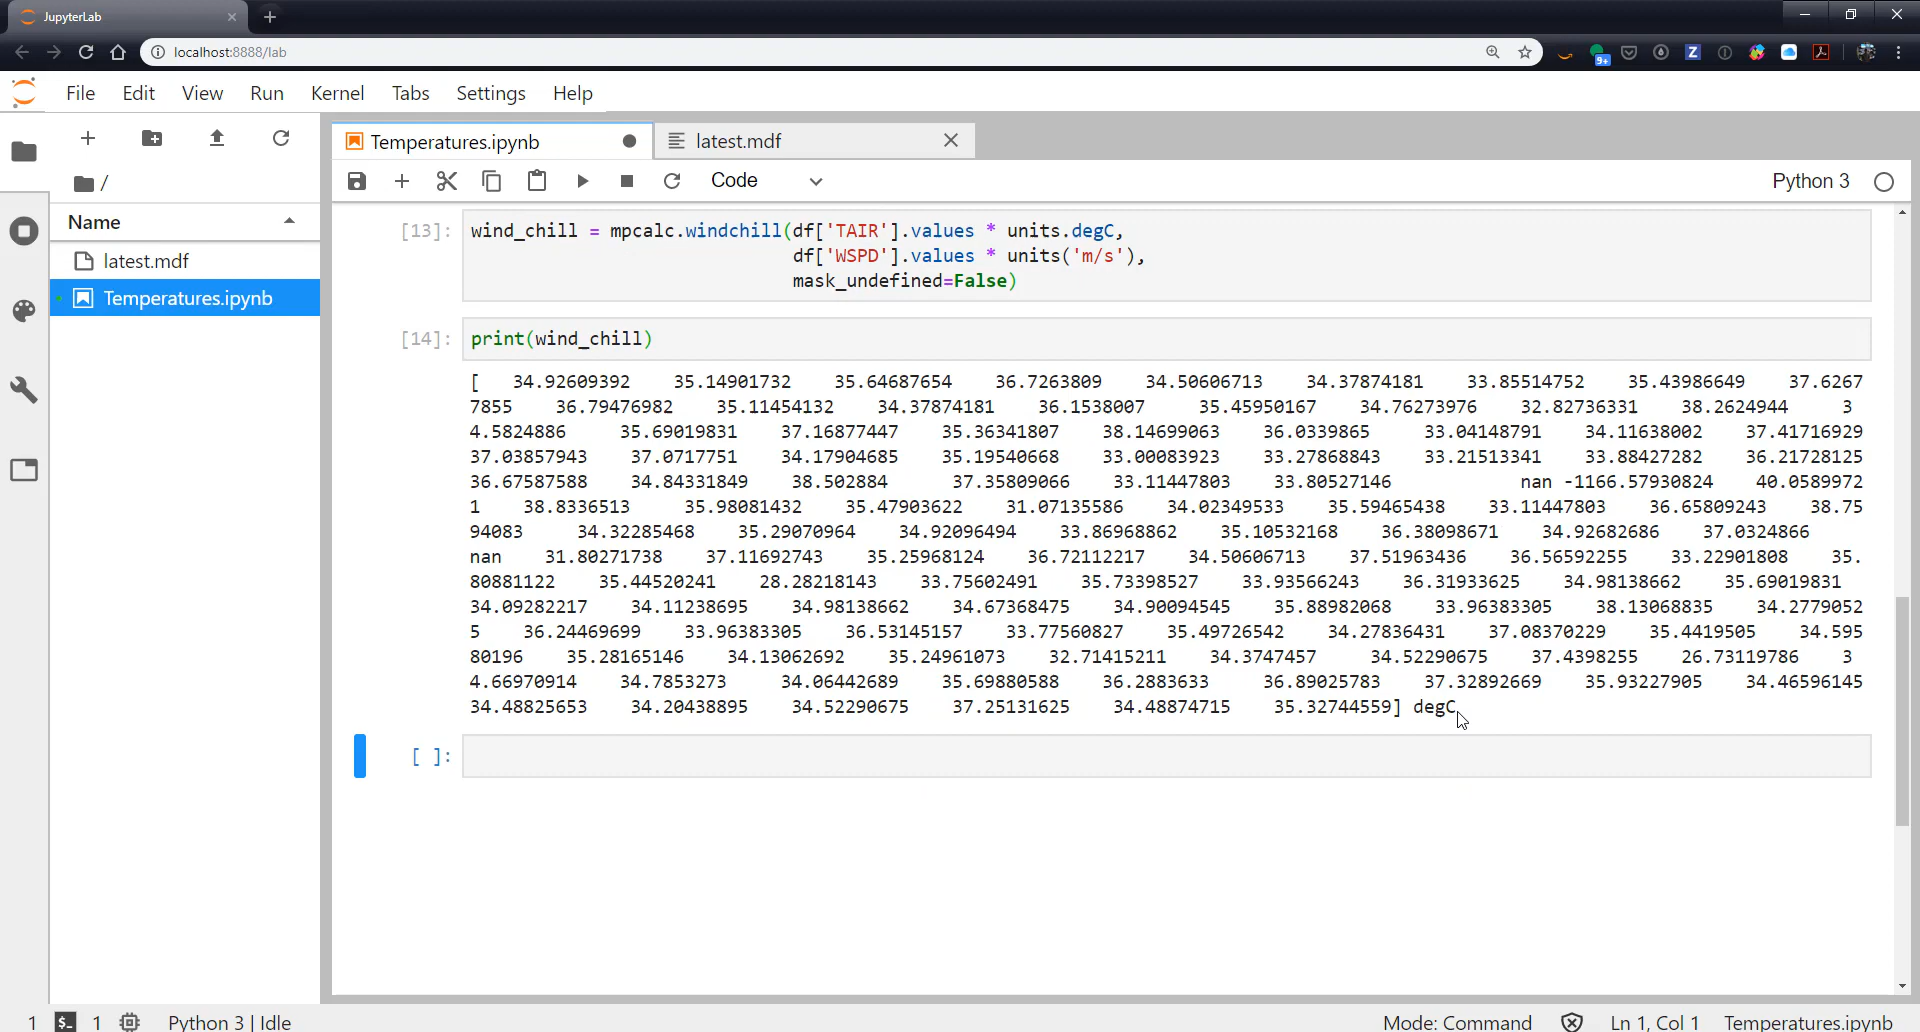 JupyterLab
localhost:8888/lab
9+
Z
File Edit View Run Kernel Tabs Settings Help
Temperatures.ipynb
latest.mdf
/
Code
Python 3
Name
latest.mdf
Temperatures.ipynb
[13]: wind_chill = mpcalc.windchill(df['TAIR'].values * units.degC,
df['WSPD'].values * units('m/s'),
mask_undefined=False)
[14]: print(wind_chill)
[ 34.92609392 35.14901732 35.64687654 36.7263809 34.50606713 34.37874181 33.85514752 35.43986649 37.6267
7855 36.79476982 35.11454132 34.37874181 36.1538007 35.45950167 34.76273976 32.82736331 38.2624944 3
4.5824886 35.69019831 37.16877447 35.36341807 38.14699063 36.0339865 33.04148791 34.11638002 37.41716929
37.03857943 37.0717751 34.17904685 35.19540668 33.00083923 33.27868843 33.21513341 33.88427282 36.21728125
36.67587588 34.84331849 38.502884 37.35809066 33.11447803 33.80527146 nan -1166.57930824 40.0589972
1 38.8336513 35.98081432 35.47903622 31.07135586 34.02349533 35.59465438 33.11447803 36.65809243 38.75
94083 34.32285468 35.29070964 34.92096494 33.86968862 35.10532168 36.38098671 34.92682686 37.0324866
nan 31.80271738 37.11692743 35.25968124 36.72112217 34.50606713 37.51963436 36.56592255 33.22901808 35.
80881122 35.44520241 28.28218143 33.75602491 35.73398527 33.93566243 36.31933625 34.98138662 35.69019831
34.09282217 34.11238695 34.98138662 34.67368475 34.90094545 35.88982068 33.96383305 38.13068835 34.2779052
5 36.24469699 33.96383305 36.53145157 33.77560827 35.49726542 34.27836431 37.08370229 35.4419505 34.595
80196 35.28165146 34.13062692 35.24961073 32.71415211 34.3747457 34.52290675 37.4398255 26.73119786 3
4.66970914 34.7853273 34.06442689 35.69880588 36.2883633 36.89025783 37.32892669 35.93227905 34.46596145
34.48825653 34.20438895 34.52290675 37.25131625 34.48874715 35.32744559] degC
[ ]:
1 $_ 1 Python 3 | Idle
Mode: Command Ln 1, Col 1 Temperatures.ipynb